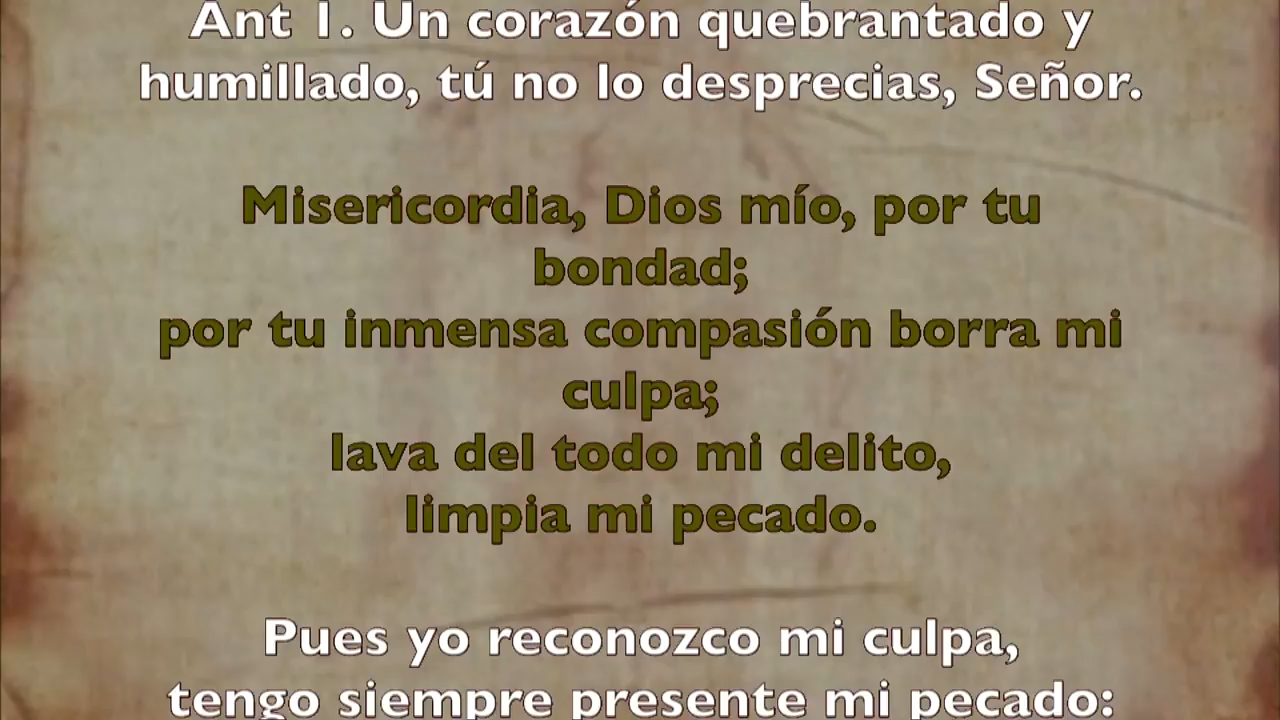 Ant 1. Un corazón quebrantado y
humillado, tú no lo desprecias, Señor.
Misericordia, Dios mío, por tu
bondad;
por tu inmensa compasión borra mi
culpa;
lava del todo mi delito,
limpia mi pecado.
Pues yo reconozco mi culpa,
tengo siempre presente mi pecado: